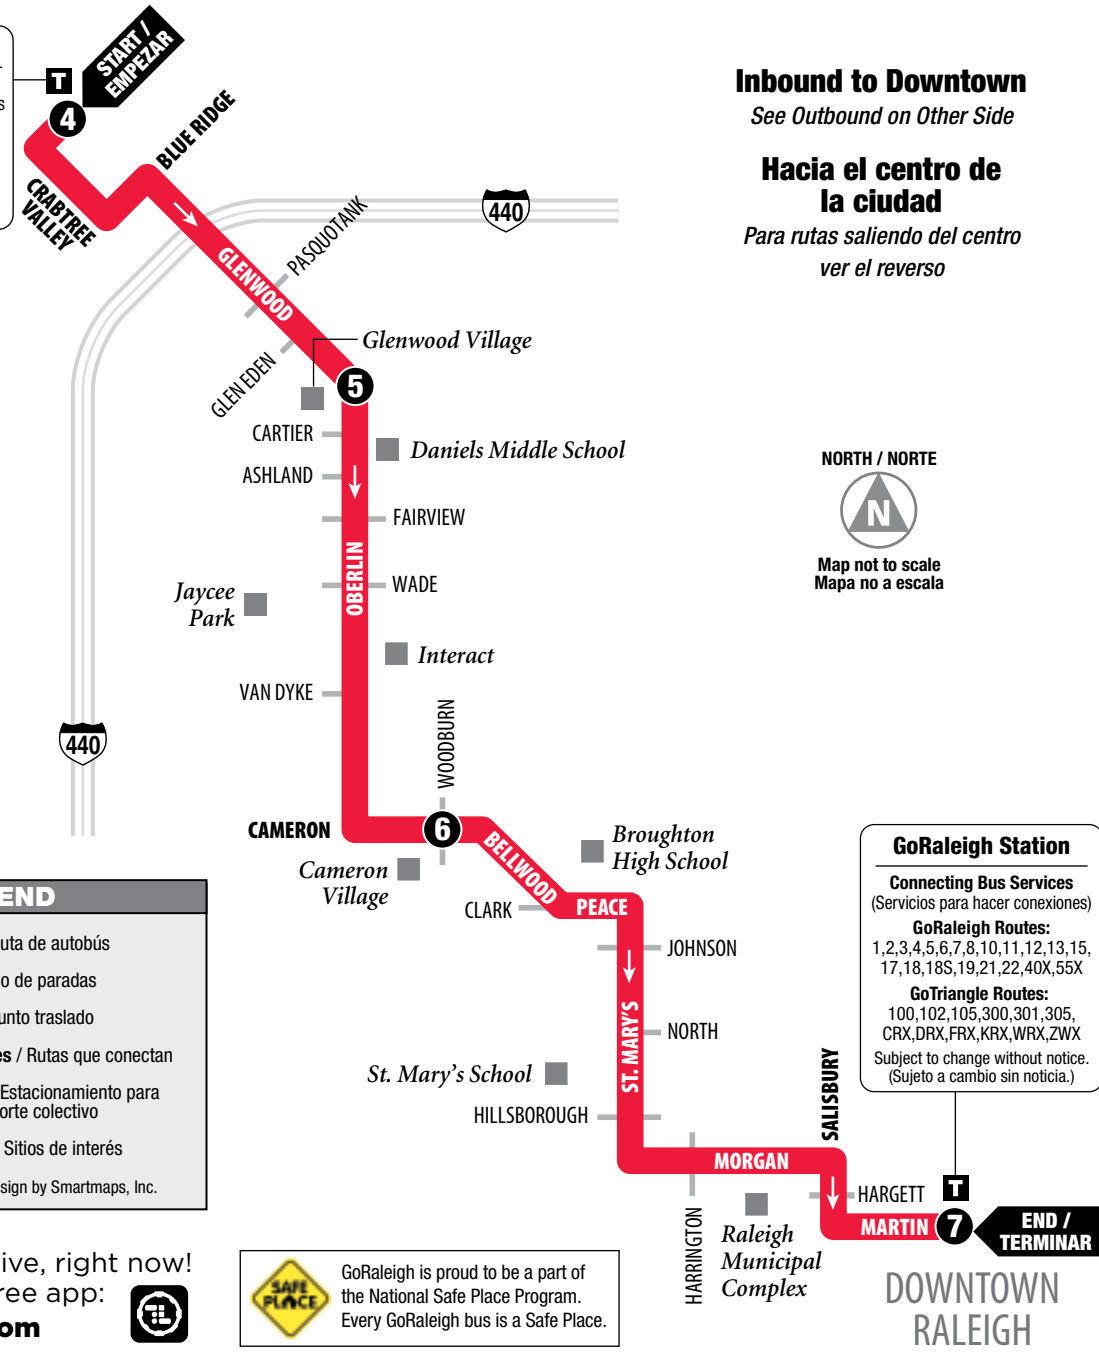 START /
EMPEZAR
T
4
BLUE RIDGE
CRABTREE
VALLEY
Inbound to Downtown
See Outbound on Other Side
Hacia el centro de
la ciudad
Para rutas saliendo del centro
ver el reverso
440
PASQUOTANK
GLENWOOD
GLEN EDEN
Glenwood Village
5
CARTIER
Daniels Middle School
ASHLAND
FAIRVIEW
OBERLIN
WADE
Jaycee
Park
Interact
VAN DYKE
NORTH / NORTE
N
Map not to scale
Mapa no a escala
440
WOODBURN
CAMERON
6
BELLWOOD
Cameron
Village
Broughton
High School
CLARK
PEACE
JOHNSON
ST. MARY'S
NORTH
St. Mary's School
HILLSBOROUGH
SALISBURY
MORGAN
HARGETT
HARRINGTON
Raleigh
Municipal
Complex
MARTIN
T
7
END /
TERMINAR
DOWNTOWN
RALEIGH
GoRaleigh Station
Connecting Bus Services
(Servicios para hacer conexiones)
GoRaleigh Routes:
1,2,3,4,5,6,7,8,10,11,12,13,15,
17,18,18S,19,21,22,40X,55X
GoTriangle Routes:
100,102,105,300,301,305,
CRX,DRX,FRX,KRX,WRX,ZWX
Subject to change without notice.
(Sujeto a cambio sin noticia.)
END
uta de autobús
o de paradas
unto traslado
es / Rutas que conectan
Estacionamiento para
orte colectivo
Sitios de interés
sign by Smartmaps, Inc.
ive, right now!
ree app:
om
SAFE
PLACE
GoRaleigh is proud to be a part of
the National Safe Place Program.
Every GoRaleigh bus is a Safe Place.